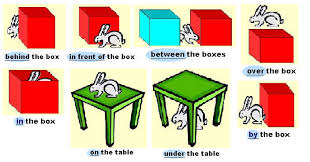 behind the box
in front of the box
between the boxes
over the box
in the box
on the table
under the table
by the box